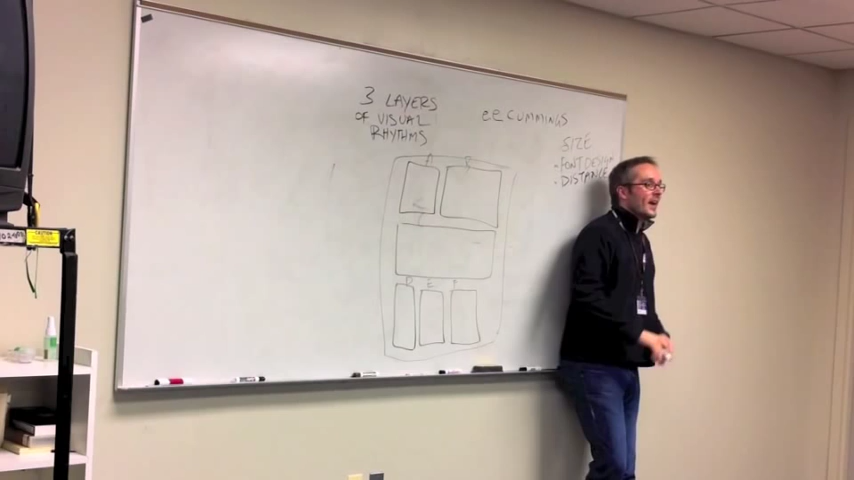 3 LAYERS
OF VISUAL
RHYTHMS
ee CUMMINGS
SIZE
- FONT DESIGN
- DISTANCE